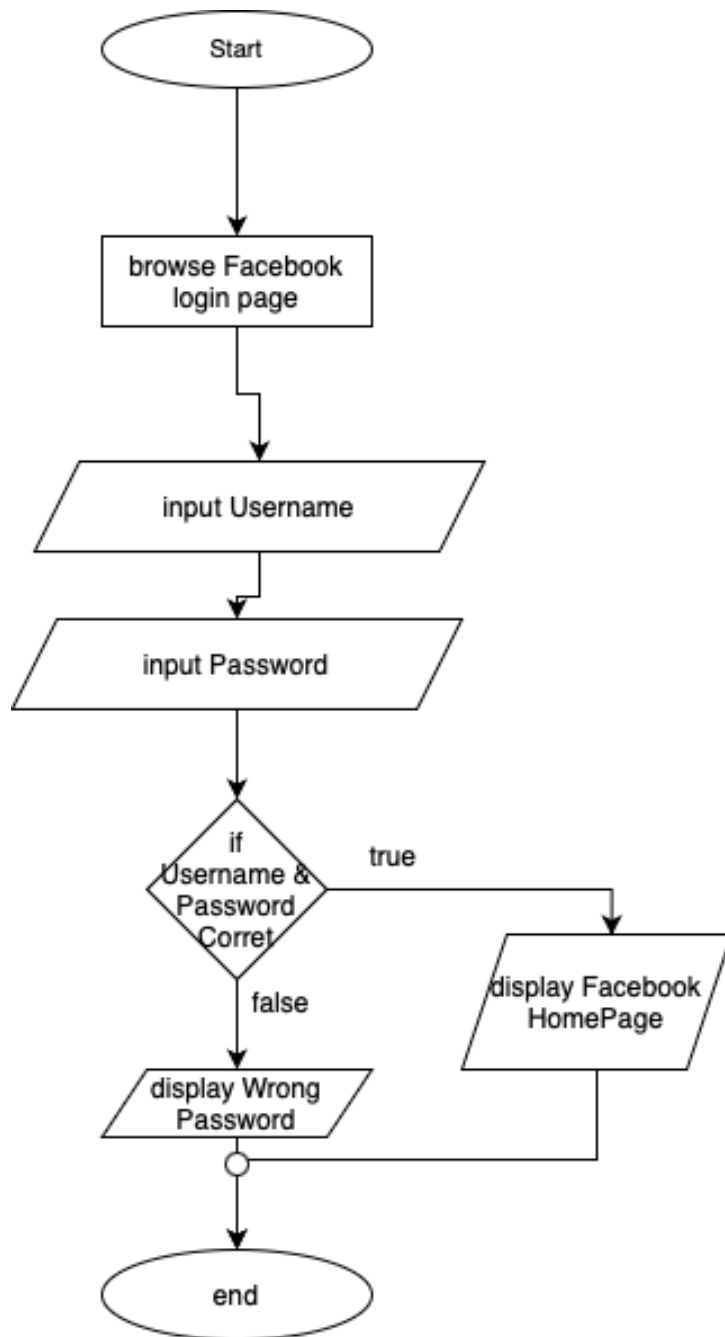 Start
browse Facebook
login page
input Username
input Password
if
Username &
Password
Corret
true
false
display Facebook
HomePage
display Wrong
Password
end